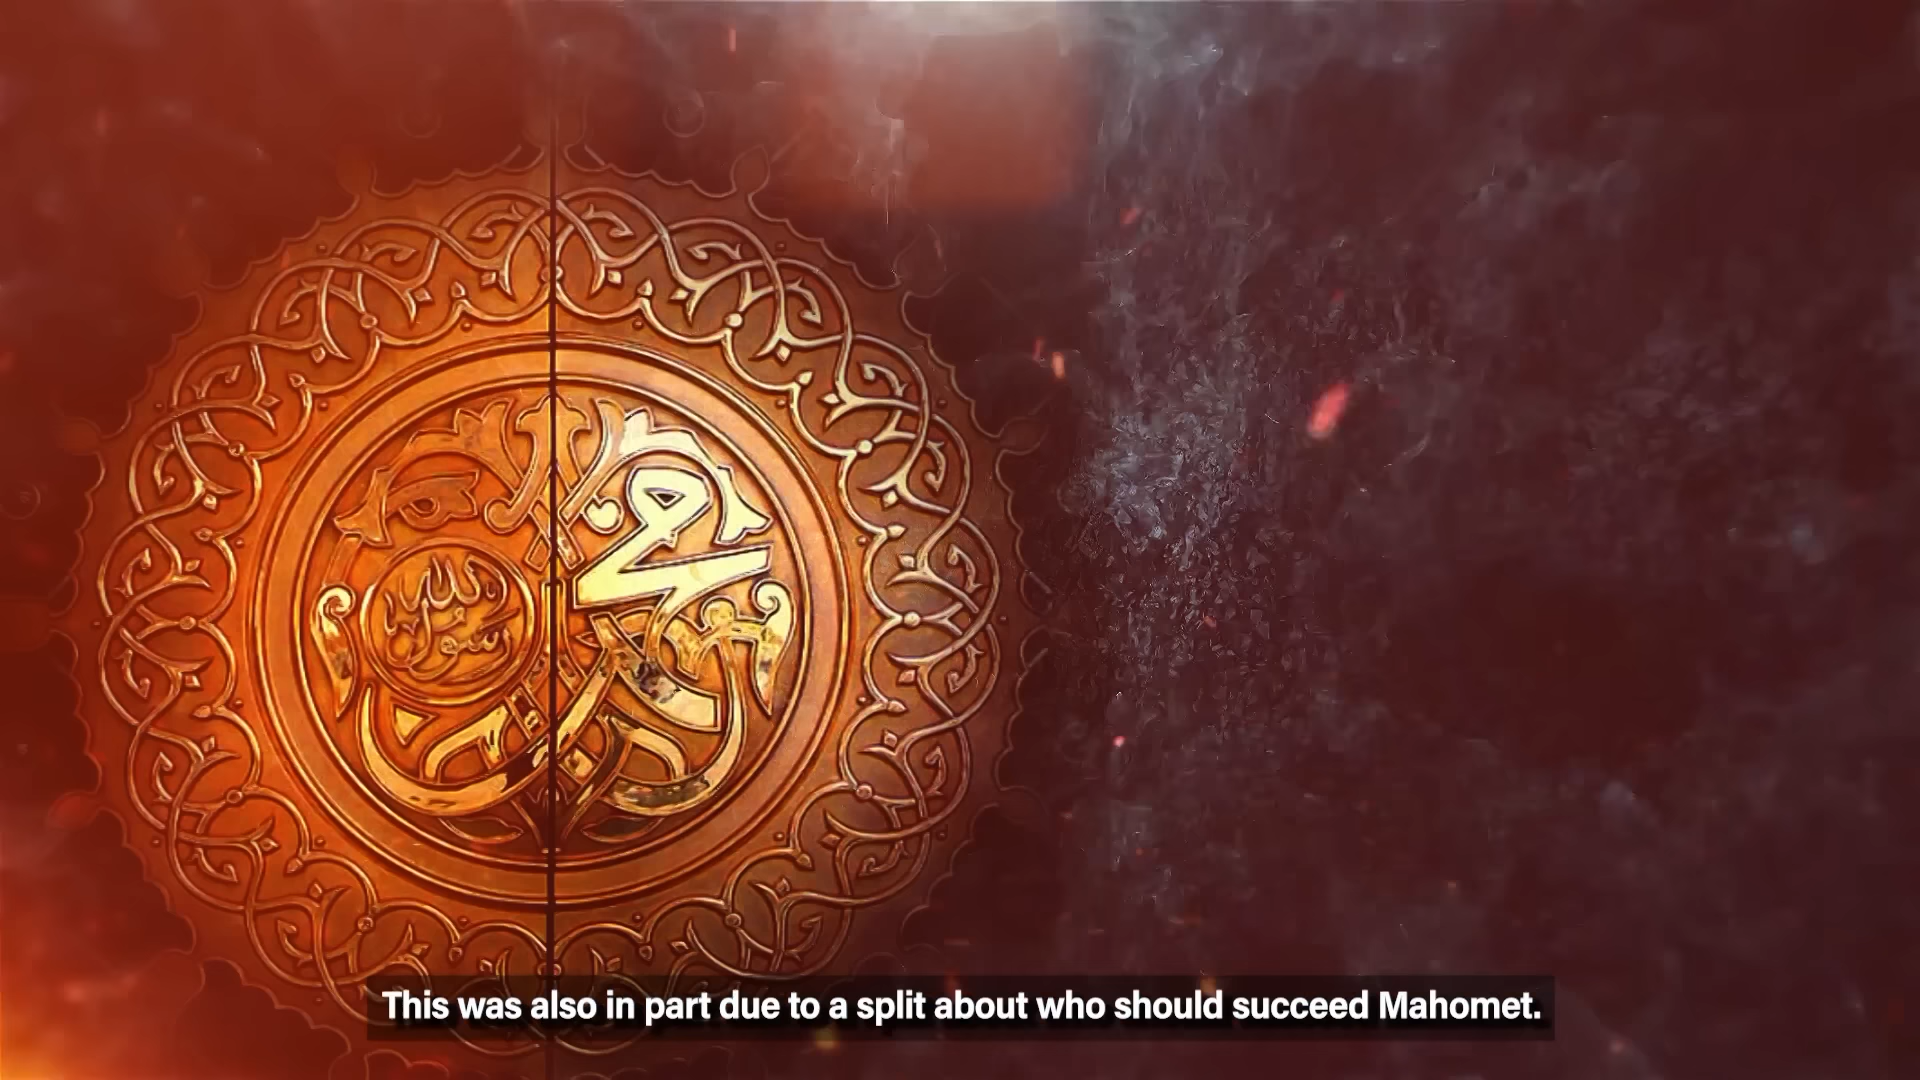 محمد
رسول
الله
This was also in part due to a split about who should succeed Mahomet.